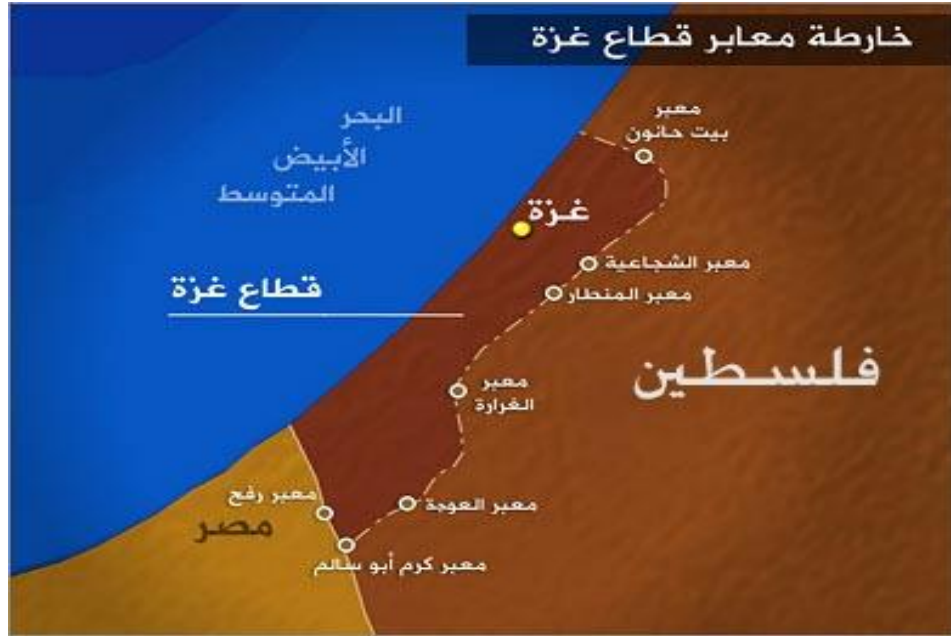 خارطة معابر قطاع غزة
البحر
الأبيض
المتوسط
معبر
بيت حانون
غزة
معبر الشجاعية
معبر المنطار
قطاع غزة
فلسطين
معبر
الغرارة
معبر رفح
معبر العوجة
مصر
معبر كرم أبو سالم